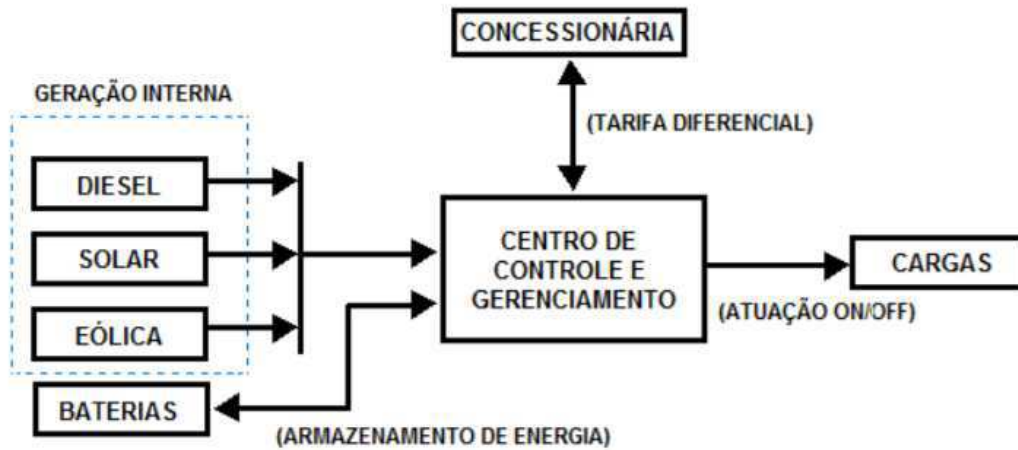 CONCESSIONÁRIA
GERAÇÃO INTERNA
(TARIFA DIFERENCIAL)
DIESEL
SOLAR
EÓLICA
BATERIAS
CENTRO DE
CONTROLE E
GERENCIAMENTO
CARGAS
(ATUAÇÃO ON/OFF)
(ARMAZENAMENTO DE ENERGIA)